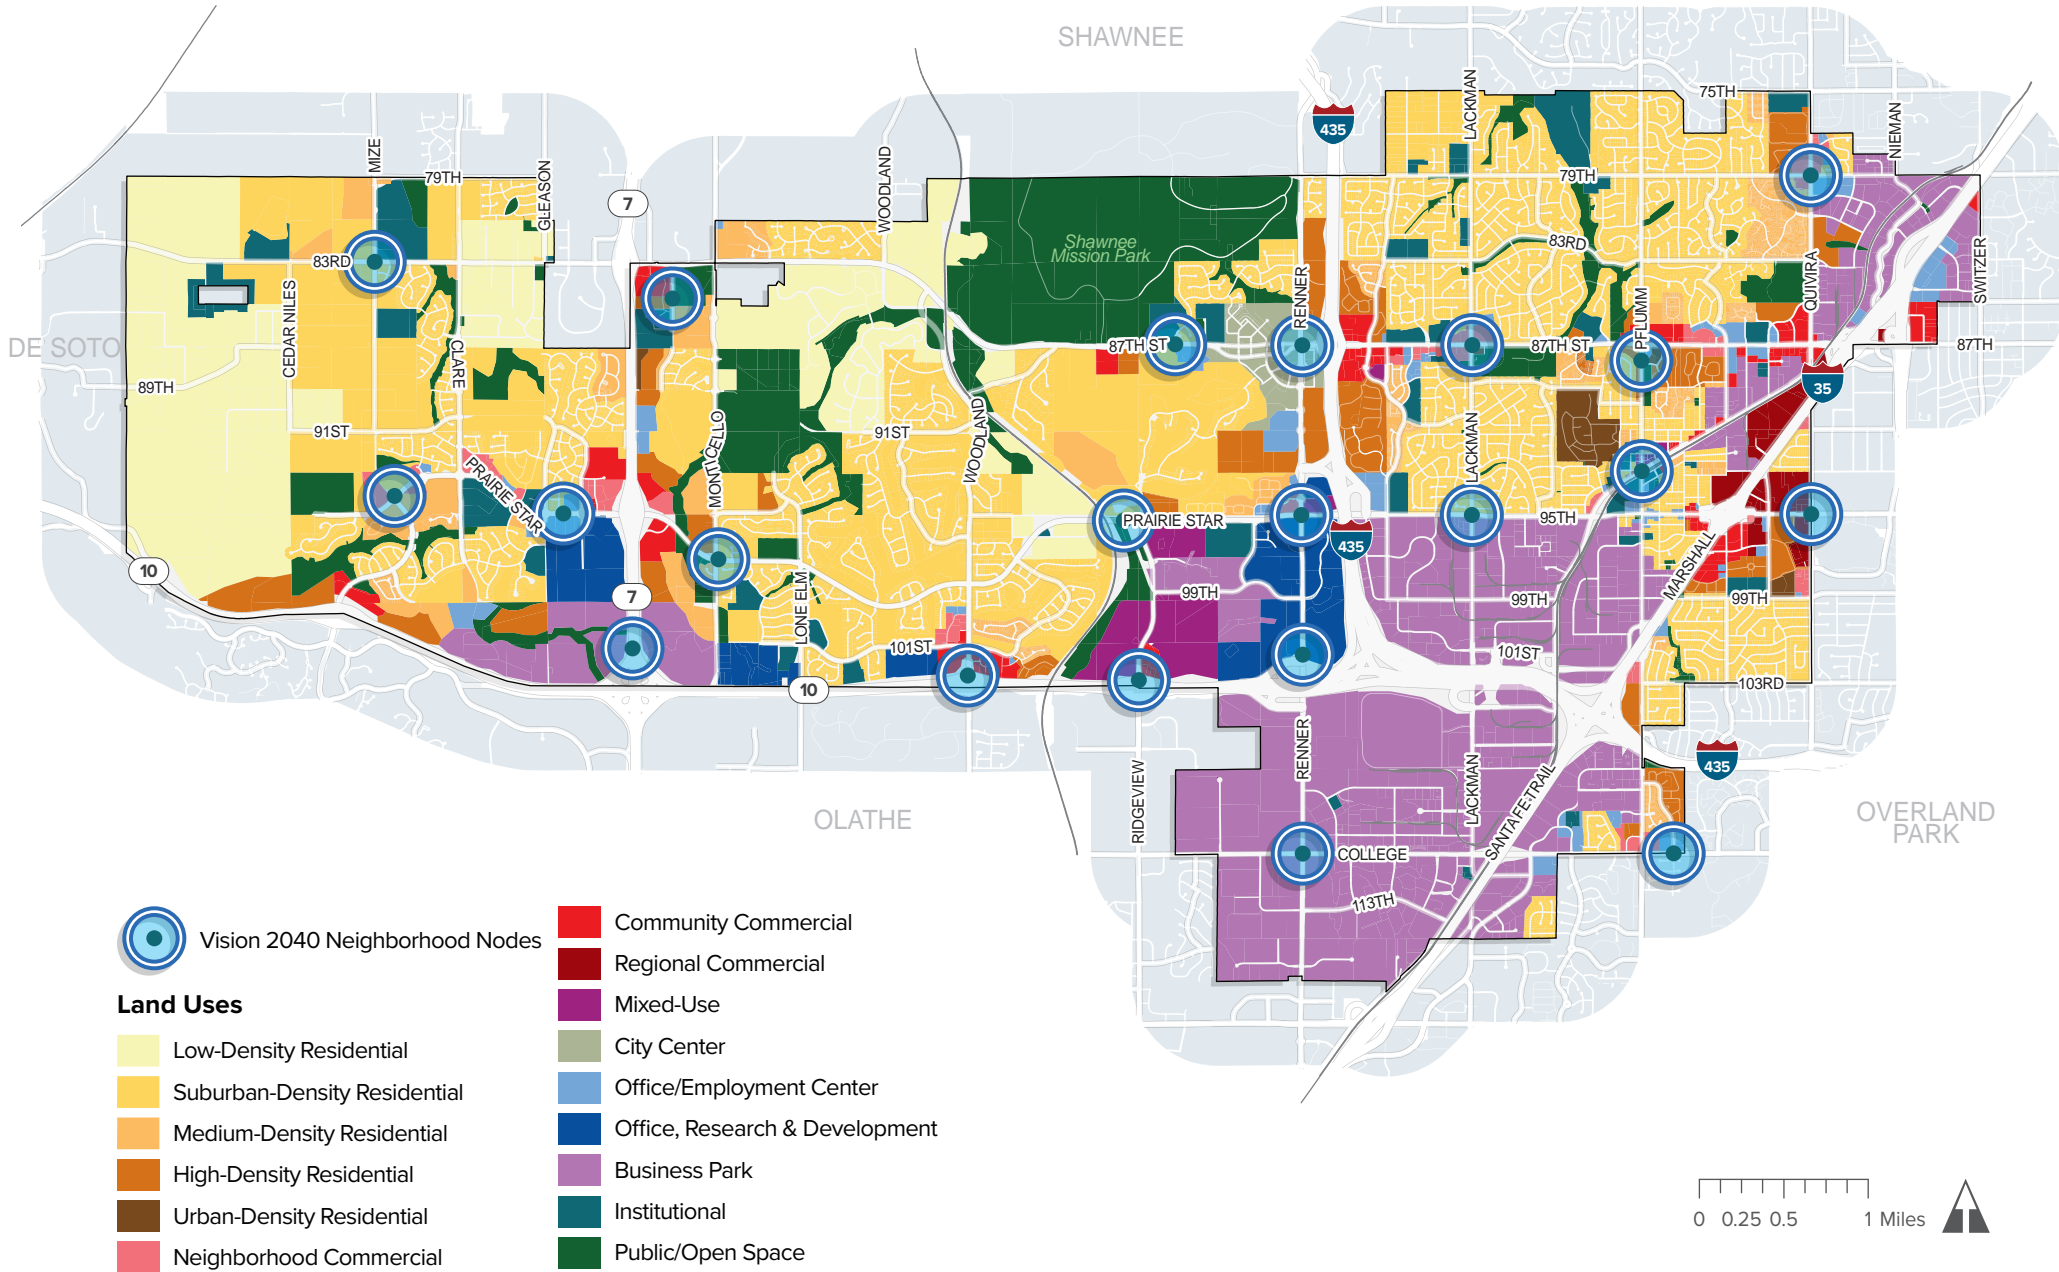 SHAWNEE
LACKMAN
75TH
435
NIEMAN
MIZE
79TH
GLEASON
WOODLAND
79TH
7
Shawnee
Mission Park
83RD
83RD
SWITZER
QUIVIRA
CEDAR NILES
RENNER
PFLUMM
DE SOTO
CLARE
87TH ST
87TH ST
87TH
89TH
35
MONTICELLO
WOODLAND
LACKMAN
91ST
91ST
PRAIRIE STAR
PRAIRIE STAR
95TH
435
MARSHALL
10
LONE ELM
7
99TH
99TH
99TH
101ST
101ST
10
103RD
RENNER
LACKMAN
SANTA FE TRAIL
435
RIDGEVIEW
OLATHE
OVERLAND
PARK
COLLEGE
113TH
Vision 2040 Neighborhood Nodes
Land Uses
Low-Density Residential
Suburban-Density Residential
Medium-Density Residential
High-Density Residential
Urban-Density Residential
Neighborhood Commercial
Community Commercial
Regional Commercial
Mixed-Use
City Center
Office/Employment Center
Office, Research & Development
Business Park
Institutional
Public/Open Space
0 0.25 0.5 1 Miles